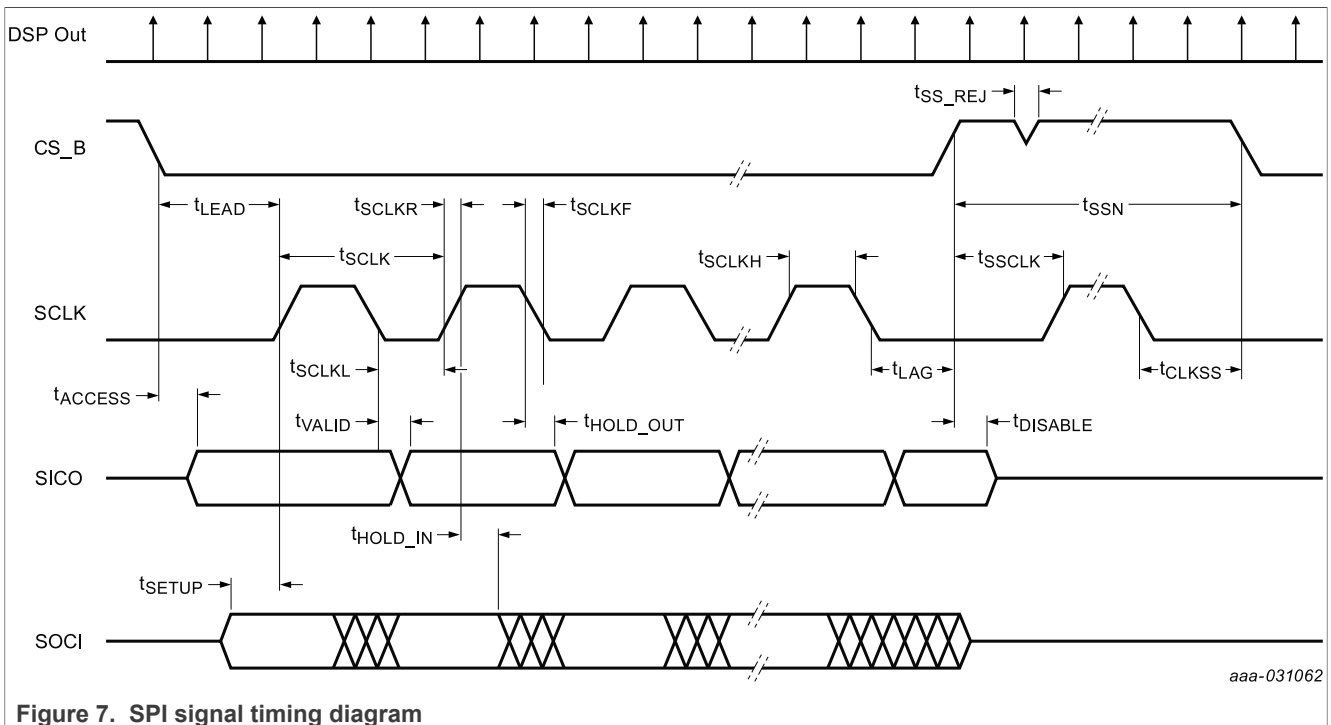 DSP Out
tSS_REJ
CS_B
tLEAD
tSCLKR
tSCLKF
tSSN
tSCLK
tSCLKH
tSSCLK
SCLK
tSCLKL
tLAG
tCLKSS
tACCESS
tVALID
tHOLD_OUT
tDISABLE
SICO
tHOLD_IN
tSETUP
SOCI
aaa-031062
Figure 7. SPI signal timing diagram